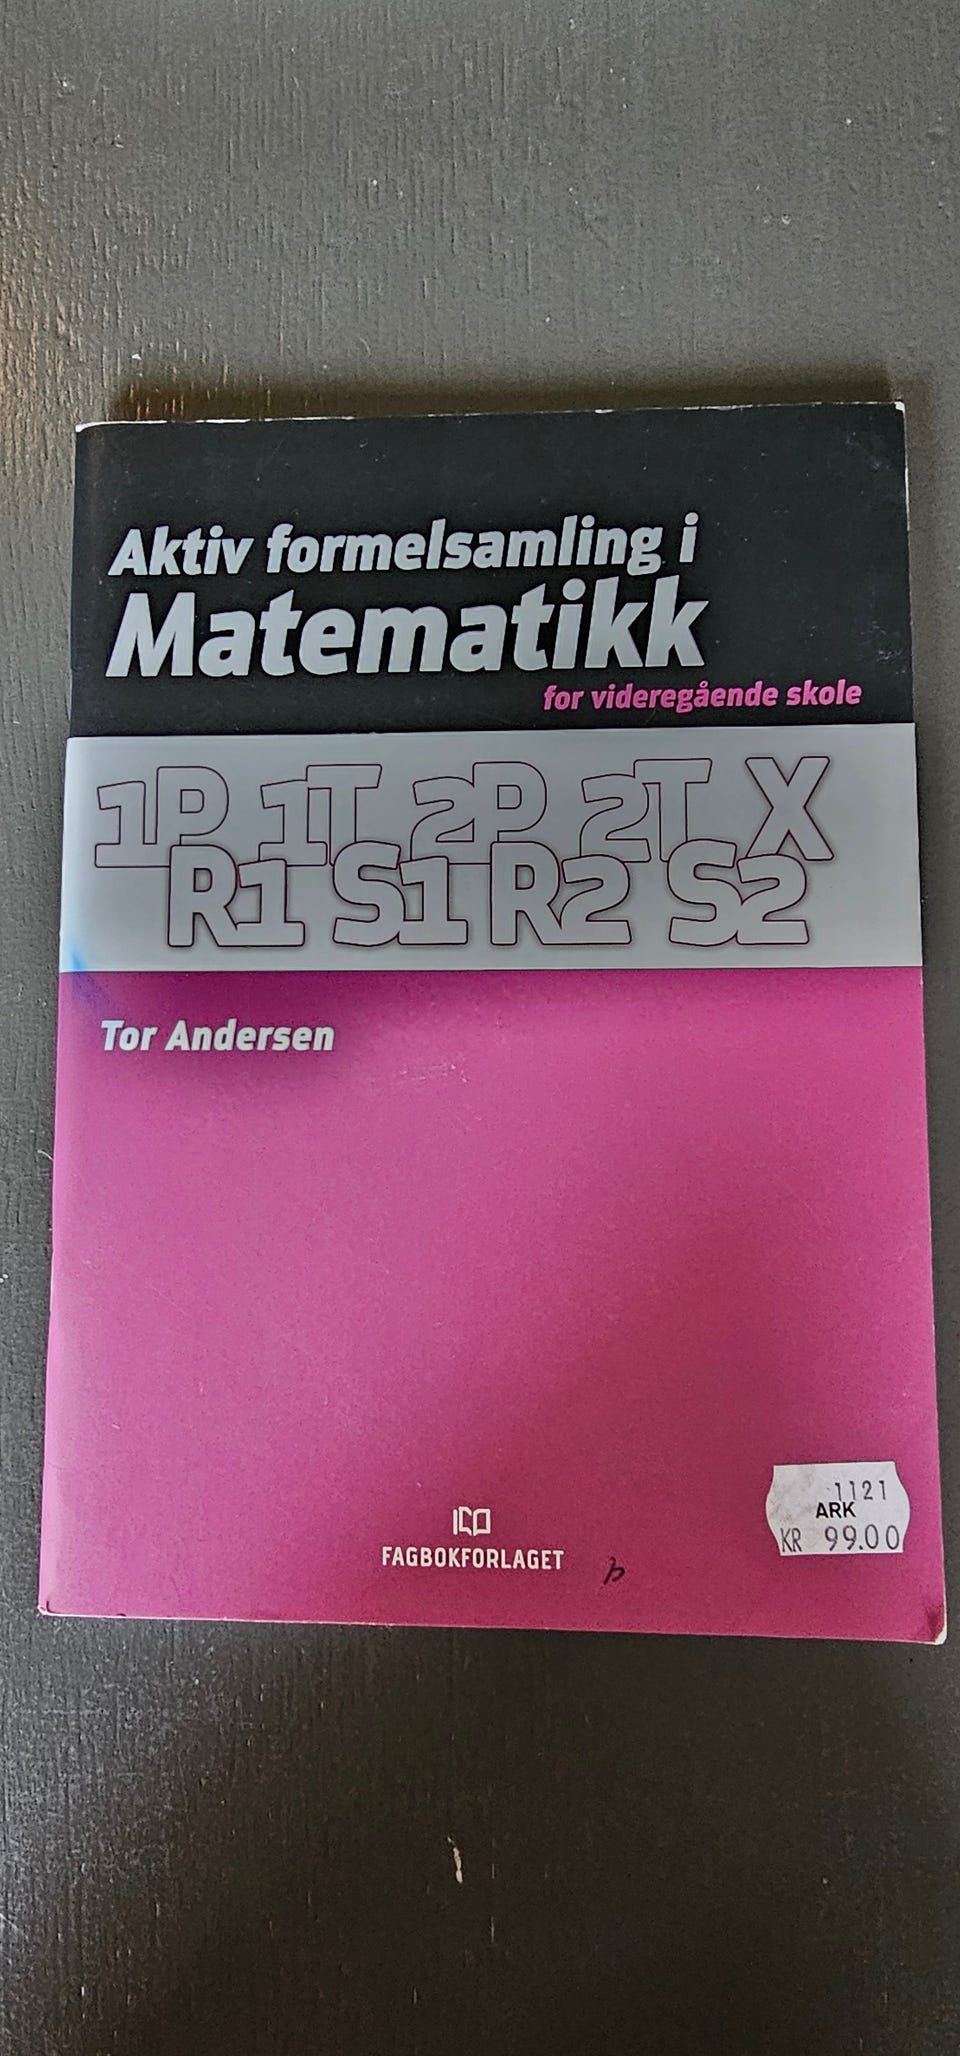 Aktiv formelsamling i
Matematikk
for videregående skole
1P 1T 2P 2T X
R1 S1 R2 S2
Tor Andersen
1121
ARK
KR 99.00
FAGBOKFORLAGET